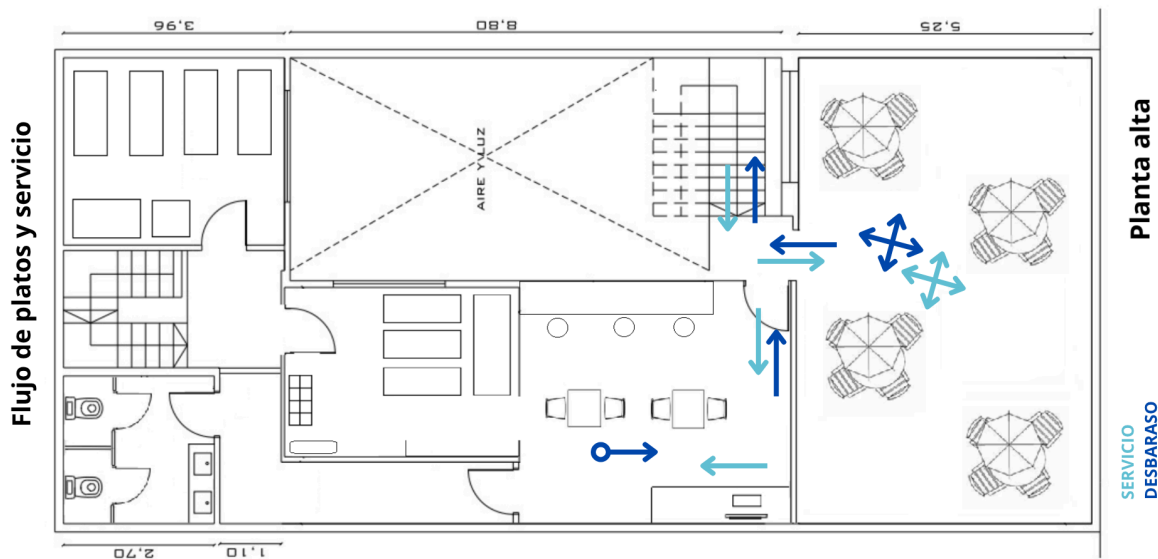 Flujo de platos y servicio
3,96
8,80
5,25
AIRE Y LUZ
Planta alta
SERVICIO
DESBARASO
2,70
1,10